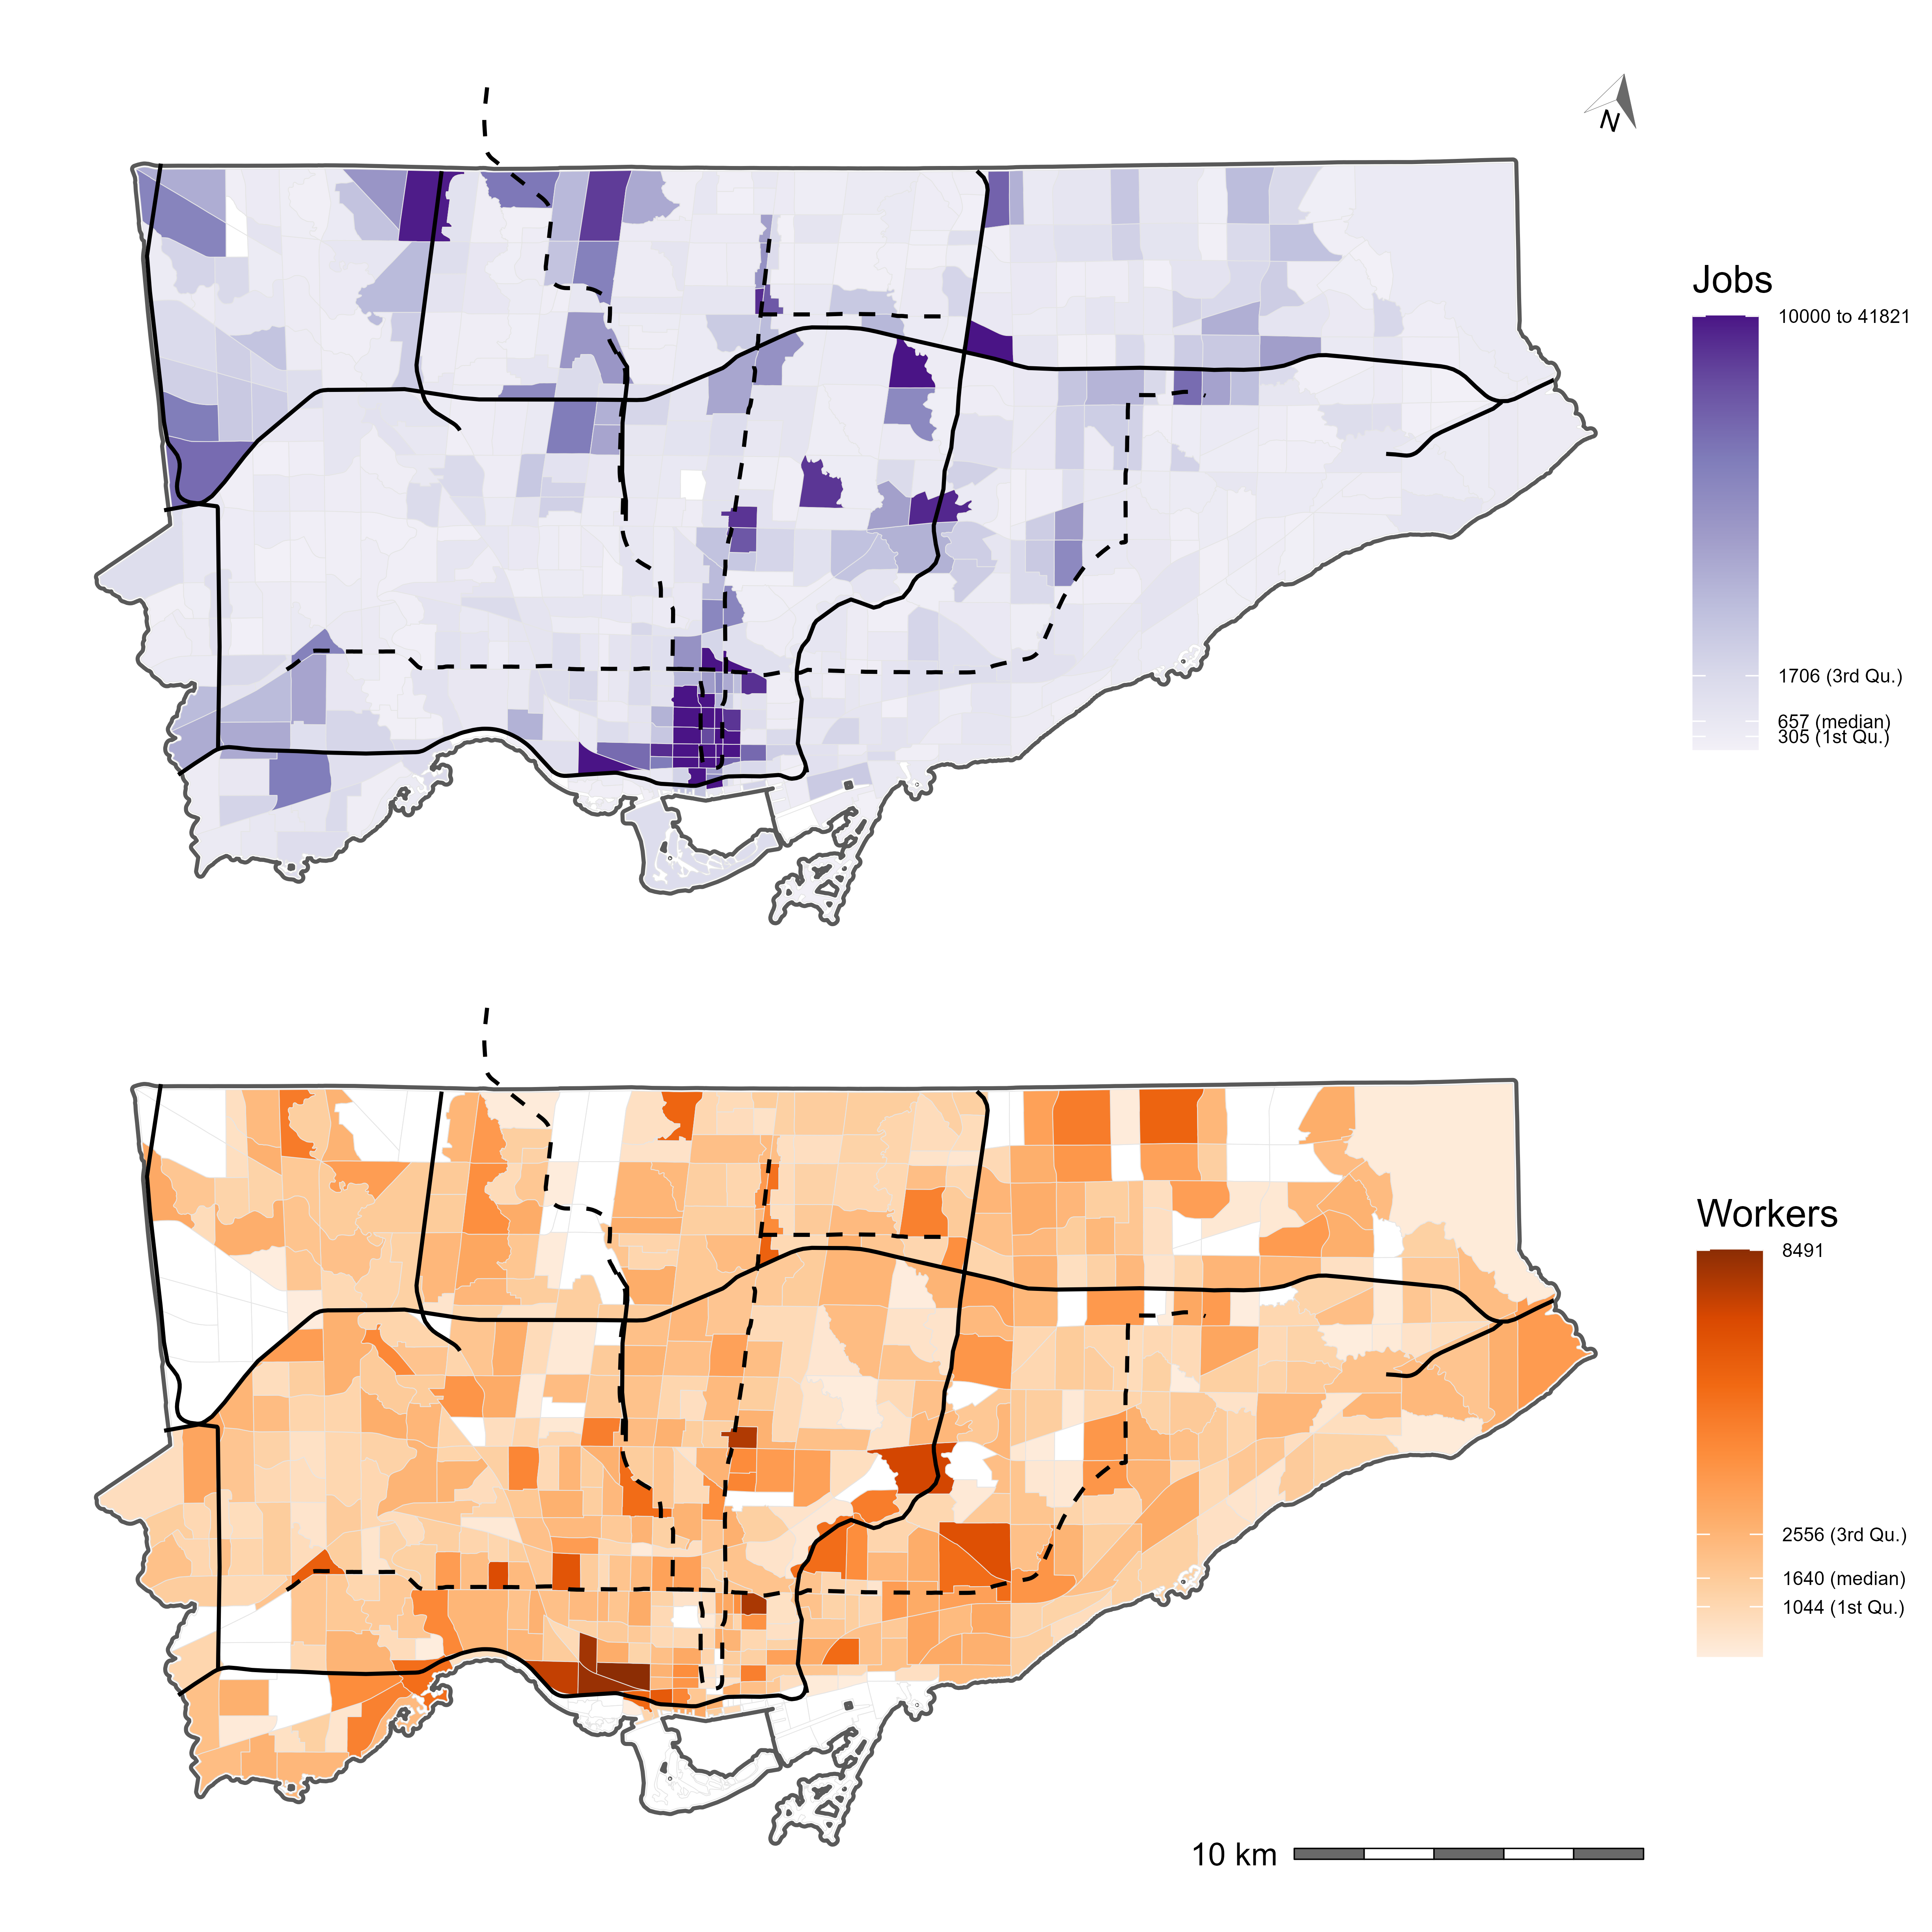 N
Jobs
10000 to 41821
1706 (3rd Qu.)
657 (median)
305 (1st Qu.)
Workers
8491
2556 (3rd Qu.)
1640 (median)
1044 (1st Qu.)
10 km